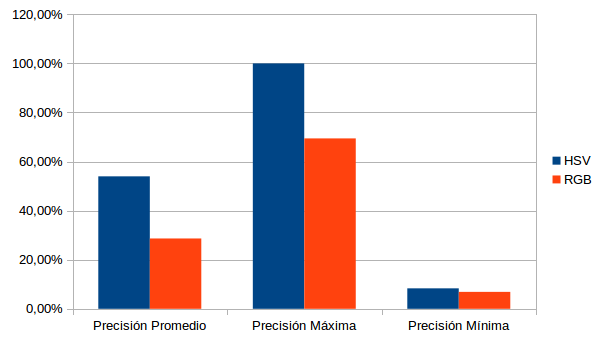 120,00%
100,00%
80,00%
60,00%
40,00%
20,00%
0,00%
Precisión Promedio
Precisión Máxima
Precisión Mínima
HSV
RGB